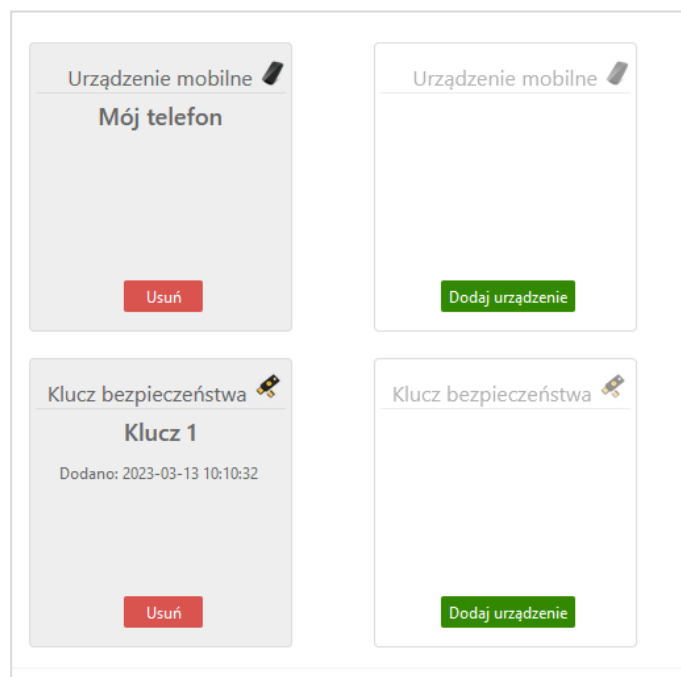 Urządzenie mobilne
Mój telefon
Usuń
Urządzenie mobilne
Dodaj urządzenie
Klucz bezpieczeństwa
Klucz 1
Dodano: 2023-03-13 10:10:32
Usuń
Klucz bezpieczeństwa
Dodaj urządzenie